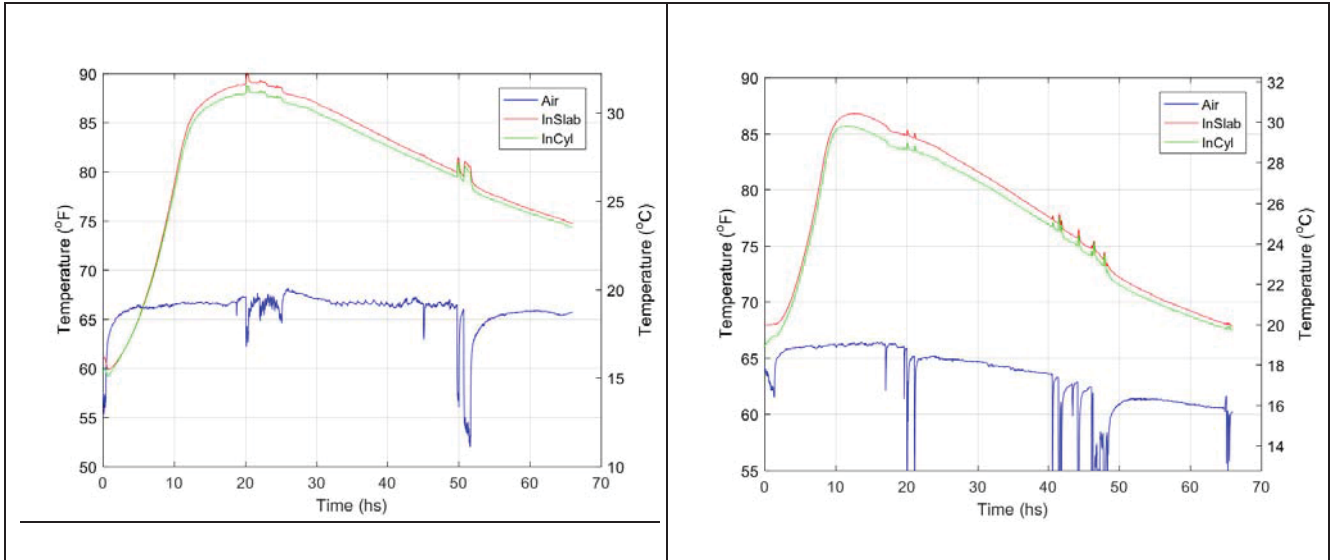 90
85
80
75
70
65
60
55
50
Temperature (°F)
30
25
20
15
10
Temperature (°C)
Air
InSlab
InCyl
0 10 20 30 40 50 60 70
Time (hs)
90
85
80
75
70
65
60
55
Temperature (°F)
32
30
28
26
24
22
20
18
16
14
Temperature (°C)
Air
InSlab
InCyl
0 10 20 30 40 50 60 70
Time (hs)